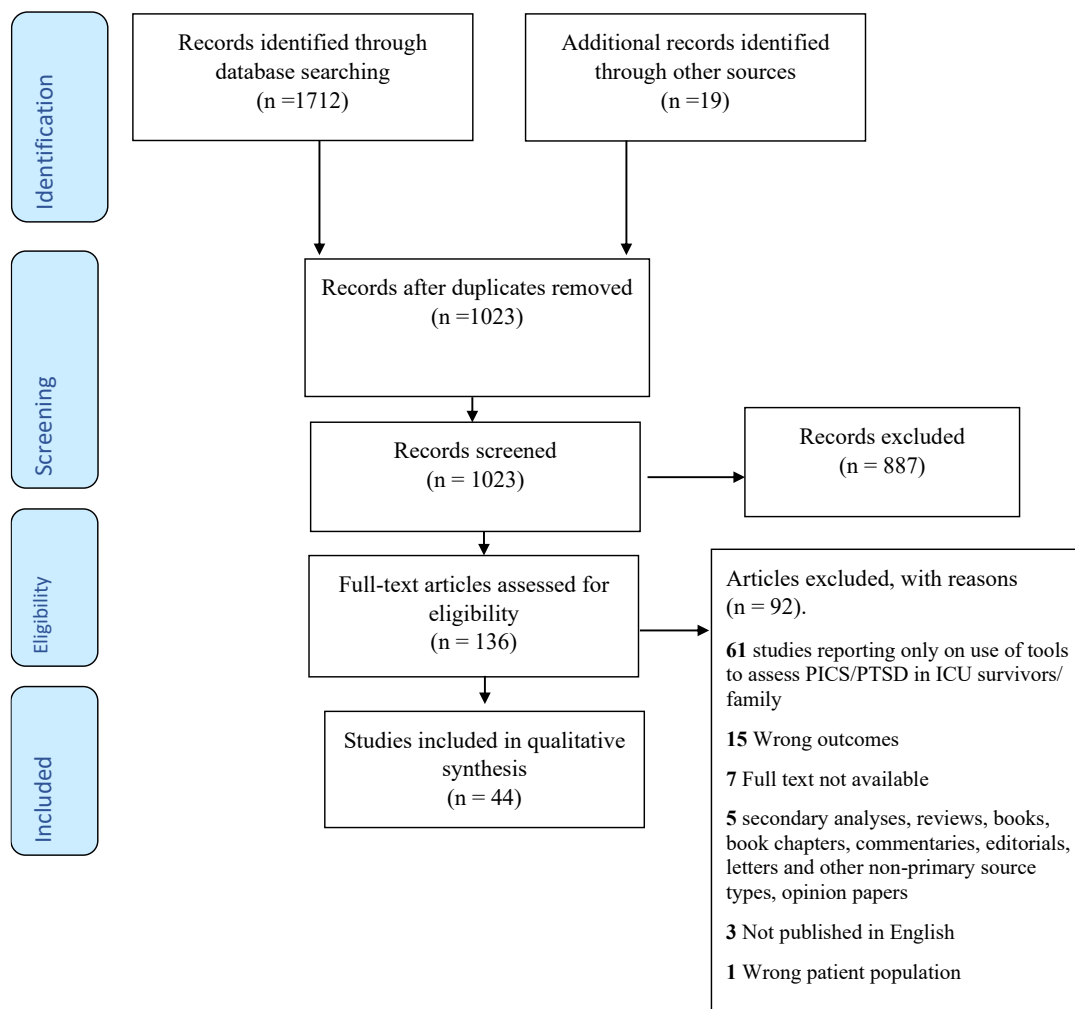 Identification
Records identified through
database searching
(n =1712)
Additional records identified
through other sources
(n =19)
Screening
Records after duplicates removed
(n =1023)
Records screened
(n = 1023)
Records excluded
(n = 887)
Eligibility
Full-text articles assessed for
eligibility
(n = 136)
Articles excluded, with reasons
(n = 92).
61 studies reporting only on use of tools
to assess PICS/PTSD in ICU survivors/
family
15 Wrong outcomes
7 Full text not available
5 secondary analyses, reviews, books,
book chapters, commentaries, editorials,
letters and other non-primary source
types, opinion papers
3 Not published in English
1 Wrong patient population
Included
Studies included in qualitative
synthesis
(n = 44)